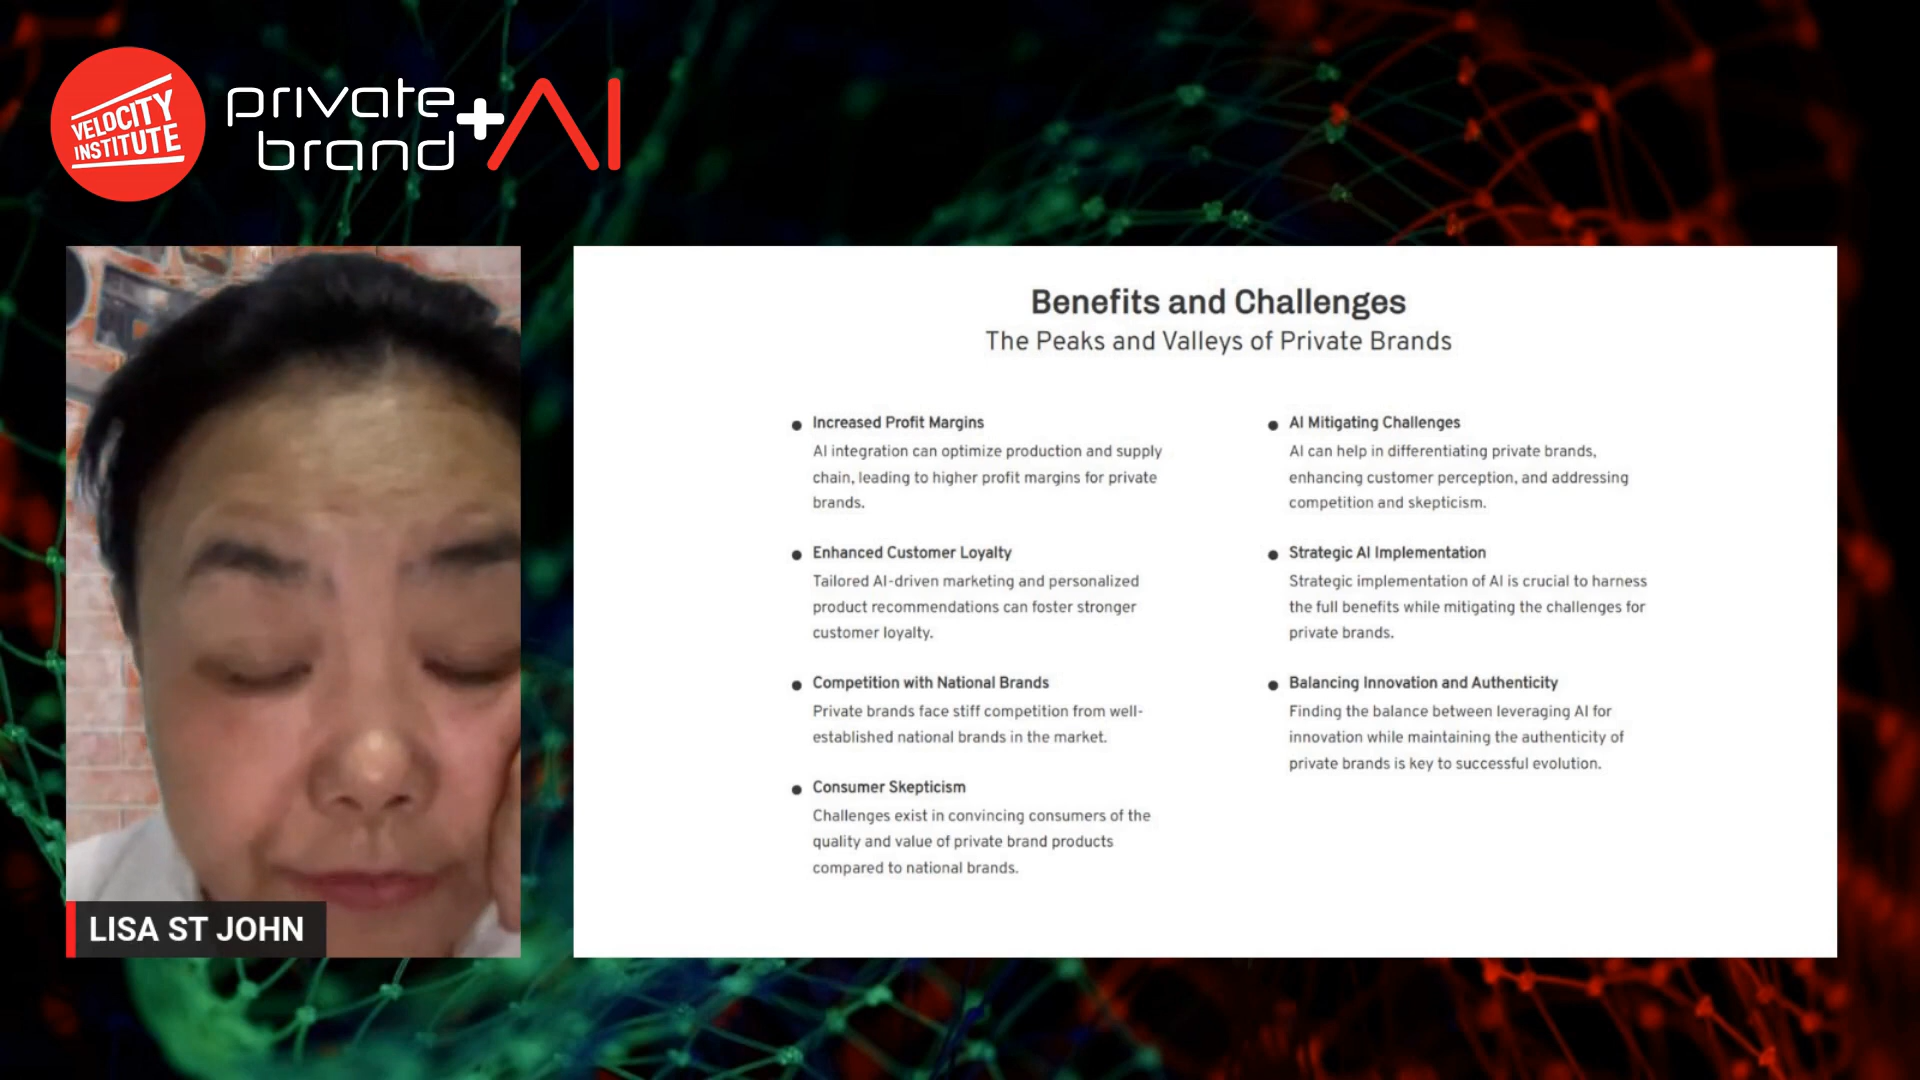 VELOCITY
INSTITUTE
private
brand
+AI
LISA ST JOHN
Benefits and Challenges
The Peaks and Valleys of Private Brands
Increased Profit Margins
AI integration can optimize production and supply
chain, leading to higher profit margins for private
brands.
Enhanced Customer Loyalty
Tailored AI-driven marketing and personalized
product recommendations can foster stronger
customer loyalty.
Competition with National Brands
Private brands face stiff competition from well-
established national brands in the market.
Consumer Skepticism
Challenges exist in convincing consumers of the
quality and value of private brand products
compared to national brands.
AI Mitigating Challenges
AI can help in differentiating private brands,
enhancing customer perception, and addressing
competition and skepticism.
Strategic AI Implementation
Strategic implementation of AI is crucial to harness
the full benefits while mitigating the challenges for
private brands.
Balancing Innovation and Authenticity
Finding the balance between leveraging AI for
innovation while maintaining the authenticity of
private brands is key to successful evolution.